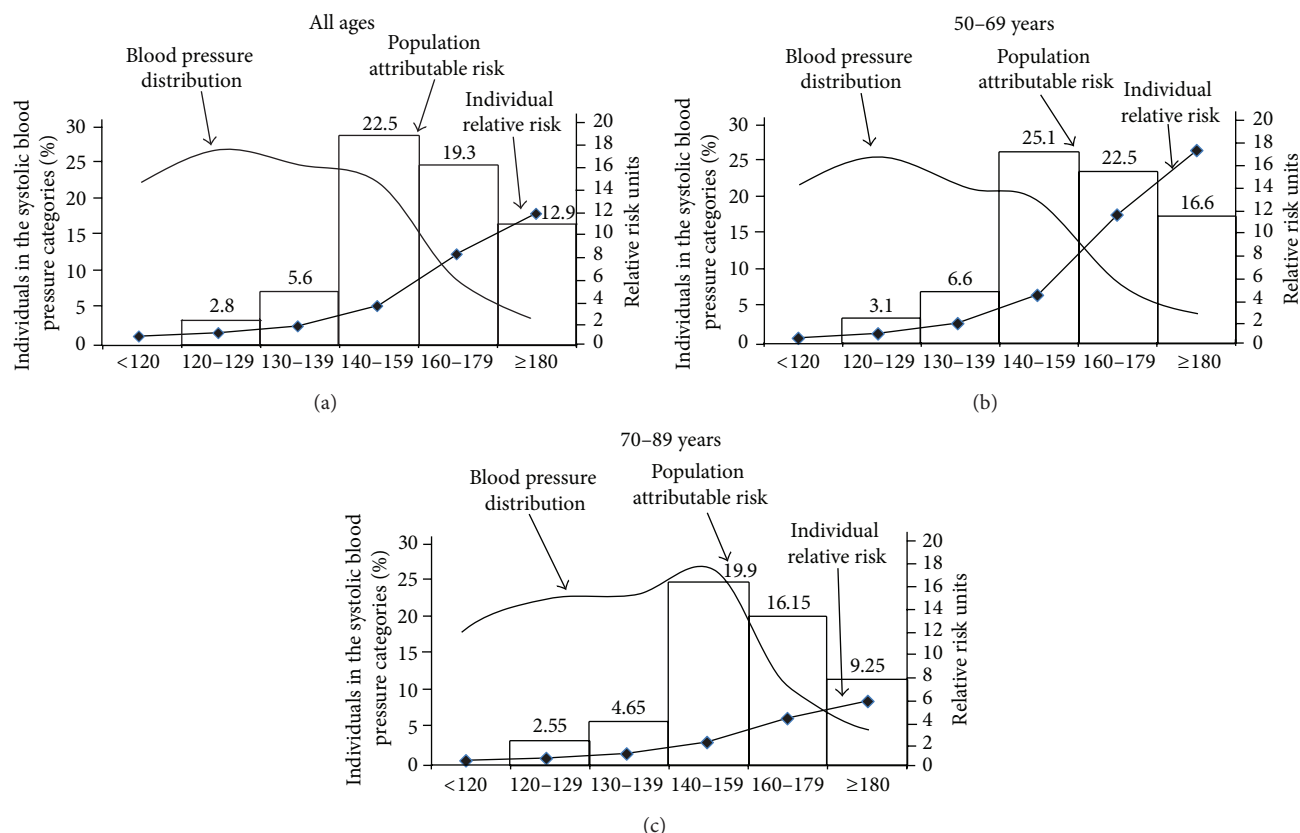 All ages
Blood pressure
distribution
Population
attributable risk
Individual
relative risk
Individuals in the systolic blood
pressure categories (%)
30
25
20
15
10
5
0
2.8
5.6
22.5
19.3
12.9
20
18
16
14
12
10
8
6
4
2
0
Relative risk units
<120 120–129 130–139 140–159 160–179 ≥180
(a)
50–69 years
Blood pressure
distribution
Population
attributable risk
Individual
relative risk
Individuals in the systolic blood
pressure categories (%)
30
25
20
15
10
5
0
3.1
6.6
25.1
22.5
16.6
20
18
16
14
12
10
8
6
4
2
0
Relative risk units
<120 120–129 130–139 140–159 160–179 ≥180
(b)
70–89 years
Blood pressure
distribution
Population
attributable risk
Individual
relative risk
Individuals in the systolic blood
pressure categories (%)
30
25
20
15
10
5
0
2.55
4.65
19.9
16.15
9.25
20
18
16
14
12
10
8
6
4
2
0
Relative risk units
<120 120–129 130–139 140–159 160–179 ≥180
(c)